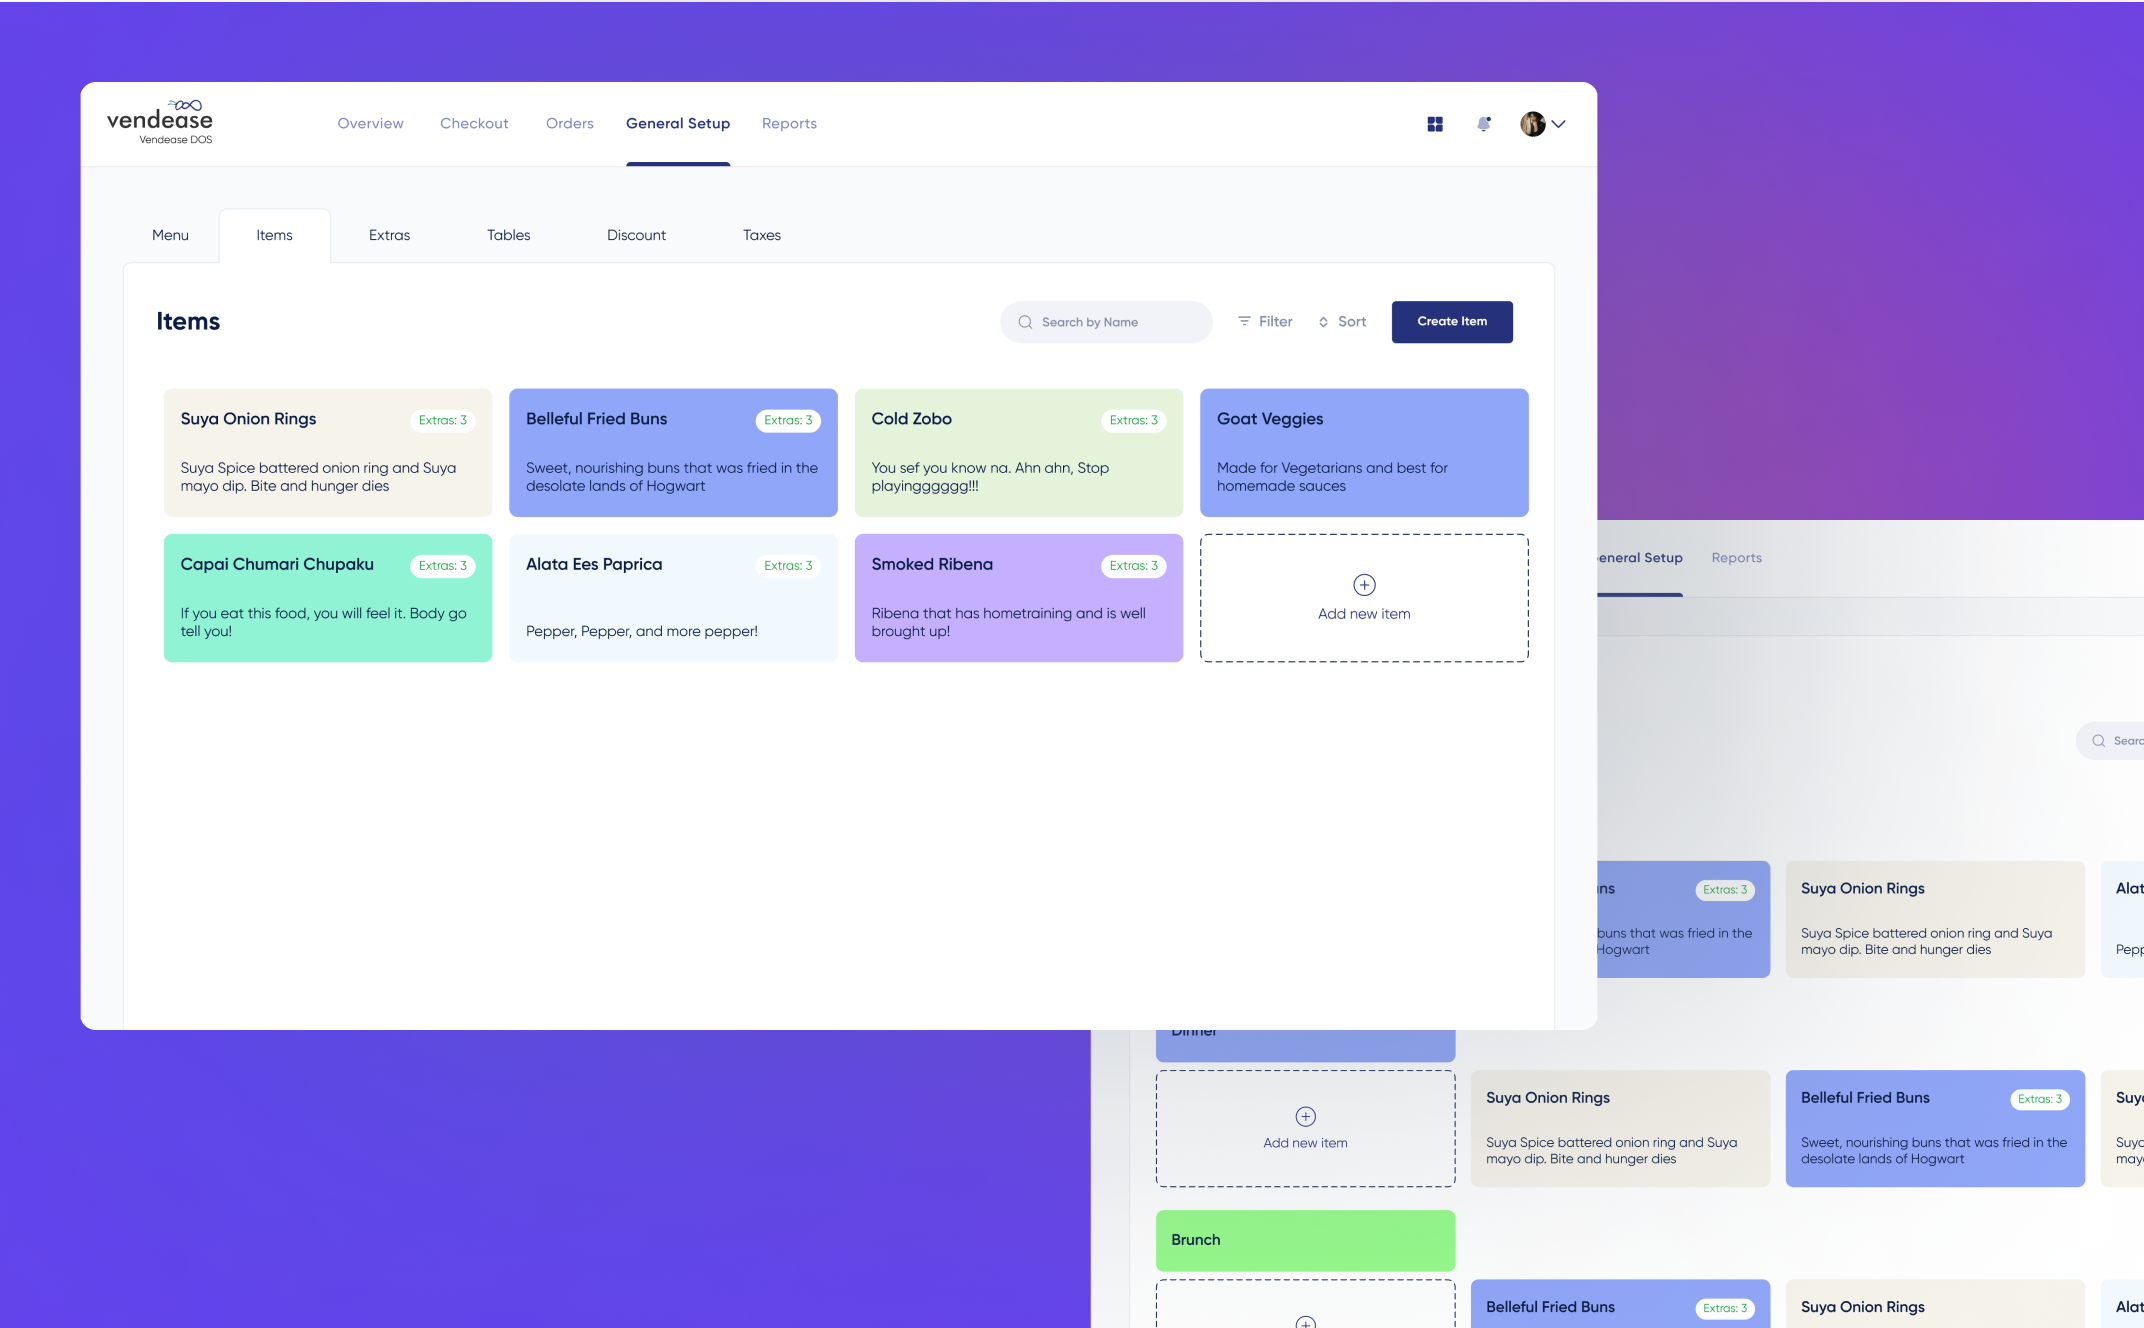 vendease
Vendease DOS
Overview
Checkout
Orders
General Setup
Reports
Menu
Items
Extras
Tables
Discount
Taxes
Items
Search by Name
Filter
Sort
Create Item
Suya Onion Rings
Extras: 3
Suya Spice battered onion ring and Suya
mayo dip. Bite and hunger dies
Belleful Fried Buns
Extras: 3
Sweet, nourishing buns that was fried in the
desolate lands of Hogwart
Cold Zobo
Extras: 3
You sef you know na. Ahn ahn, Stop
playingggggg!!!
Goat Veggies
Made for Vegetarians and best for
homemade sauces
Capai Chumari Chupaku
Extras: 3
If you eat this food, you will feel it. Body go
tell you!
Alata Ees Paprica
Extras: 3
Pepper, Pepper, and more pepper!
Smoked Ribena
Extras: 3
Ribena that has hometraining and is well
brought up!
Add new item
eneral Setup
Reports
Searc
ns
Extras: 3
buns that was fried in the
Hogwart
Suya Onion Rings
Suya Spice battered onion ring and Suya
mayo dip. Bite and hunger dies
Alat
Pepp
Dinner
Add new item
Suya Onion Rings
Suya Spice battered onion ring and Suya
mayo dip. Bite and hunger dies
Belleful Fried Buns
Extras: 3
Sweet, nourishing buns that was fried in the
desolate lands of Hogwart
Suy
Suya
may
Brunch
Belleful Fried Buns
Extras: 3
Suya Onion Rings
Alat